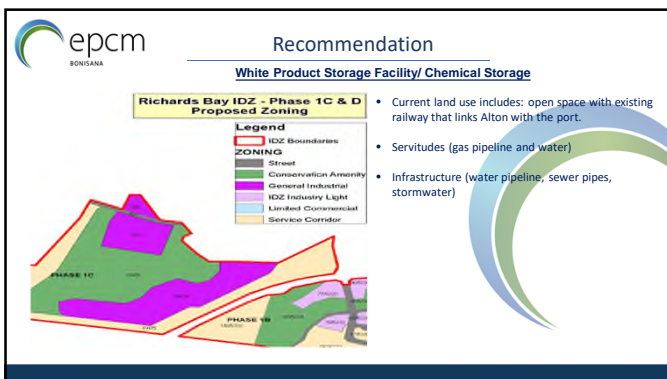 epcm
BONISANA
Recommendation
White Product Storage Facility/ Chemical Storage
Richards Bay IDZ - Phase 1C & D
Proposed Zoning
Legend
IDZ Boundaries
ZONING
Street
Conservation Amenity
General Industrial
IDZ Industry Light
Limited Commercial
Service Corridor
PHASE 1C
PHASE 1B
• Current land use includes: open space with existing
railway that links Alton with the port.
• Servitudes (gas pipeline and water)
• Infrastructure (water pipeline, sewer pipes,
stormwater)